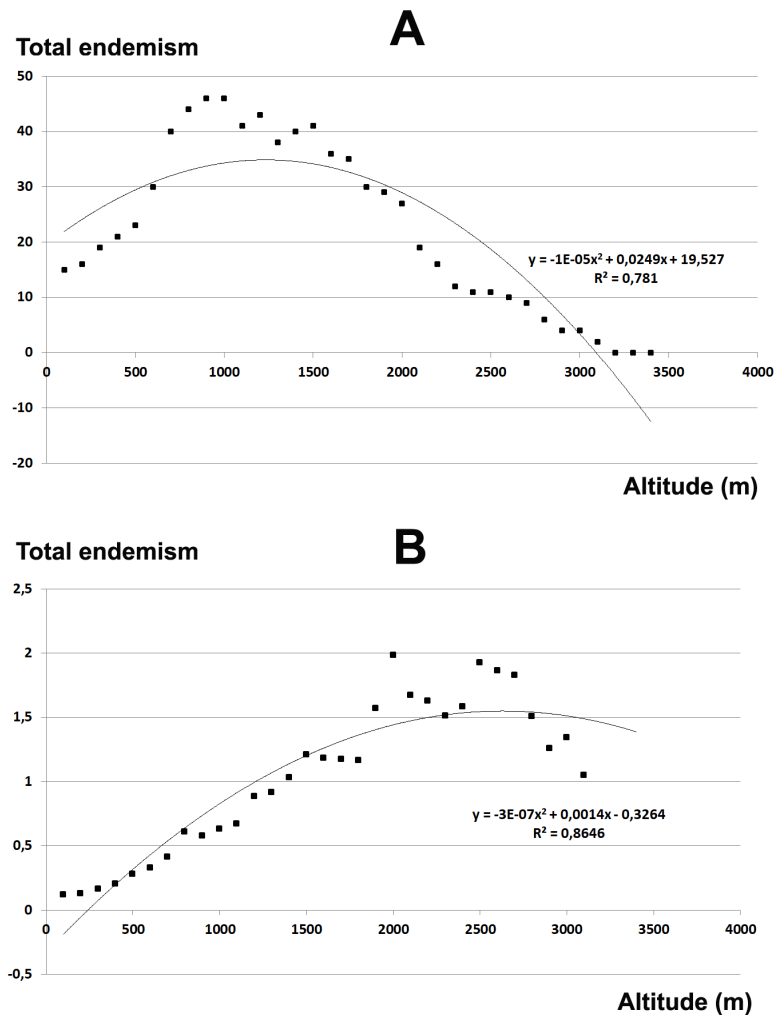 A
Total endemism
50
40
30
20
10
0
-10
-20
0 500 1000 1500 2000 2500 3000 3500 4000
y = -1E-05x² + 0,0249x + 19,527
R² = 0,781
Altitude (m)
B
Total endemism
2,5
2
1,5
1
0,5
0
-0,5
0 500 1000 1500 2000 2500 3000 3500 4000
y = -3E-07x² + 0,0014x - 0,3264
R² = 0,8646
Altitude (m)